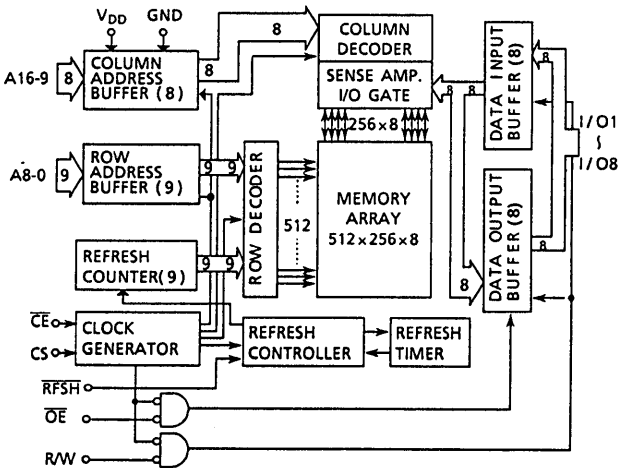 VDD
GND
A16-9
8
COLUMN
ADDRESS
BUFFER (8)
8
8
COLUMN
DECODER
SENSE AMP.
I/O GATE
256×8
8
8
DATA INPUT
BUFFER (8)
I/O1
~
I/O8
A8-0
9
ROW
ADDRESS
BUFFER (9)
9
9
ROW DECODER
512
MEMORY
ARRAY
512×256×8
8
DATA OUTPUT
BUFFER (8)
8
8
REFRESH
COUNTER(9)
9
9
CE
CS
CLOCK
GENERATOR
REFRESH
CONTROLLER
REFRESH
TIMER
RFSH
OE
R/W